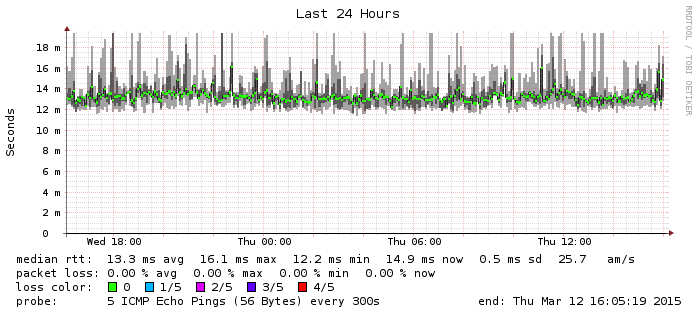 Last 24 Hours
RRDTOOL / TOBI OETIKER
Seconds
18 m
16 m
14 m
12 m
10 m
8 m
6 m
4 m
2 m
0
Wed 18:00 Thu 00:00 Thu 06:00 Thu 12:00
median rtt: 13.3 ms avg 16.1 ms max 12.2 ms min 14.9 ms now 0.5 ms sd 25.7 am/s
packet loss: 0.00 % avg 0.00 % max 0.00 % min 0.00 % now
loss color: 0 1/5 2/5 3/5 4/5
probe: 5 ICMP Echo Pings (56 Bytes) every 300s end: Thu Mar 12 16:05:19 2015